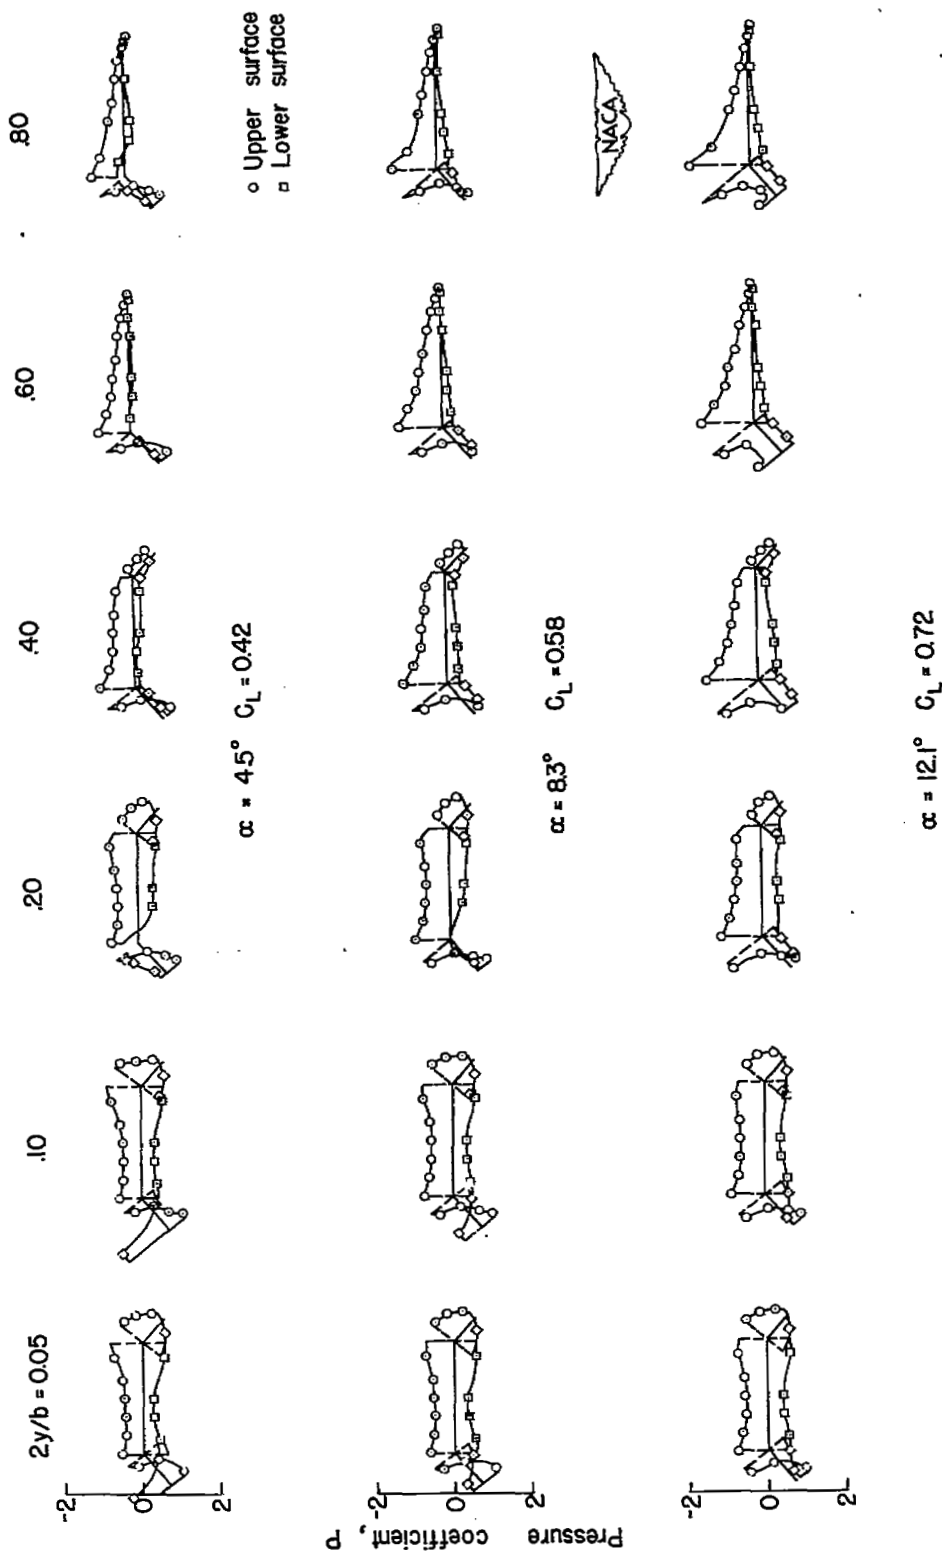 2y/b = 0.05
.10
.20
.40
.60
.80
-2
0
2
α = 4.5° C_L = 0.42
○ Upper surface
□ Lower surface
-2
0
2
Pressure
coefficient, P
α = 8.3° C_L = 0.58
NACA
-2
0
2
α = 12.1° C_L = 0.72